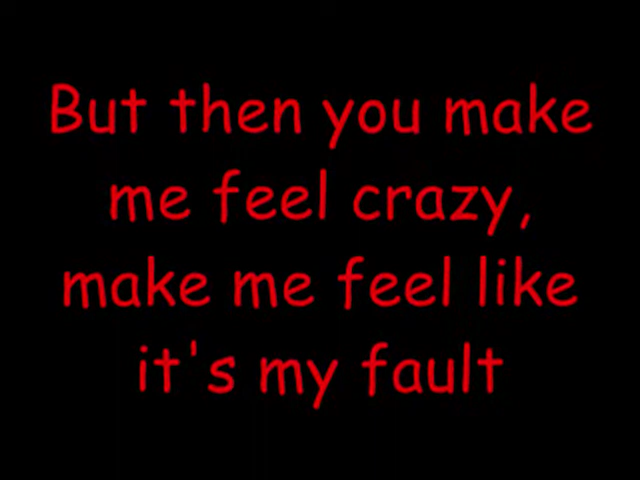 But then you make
me feel crazy,
make me feel like
it's my fault